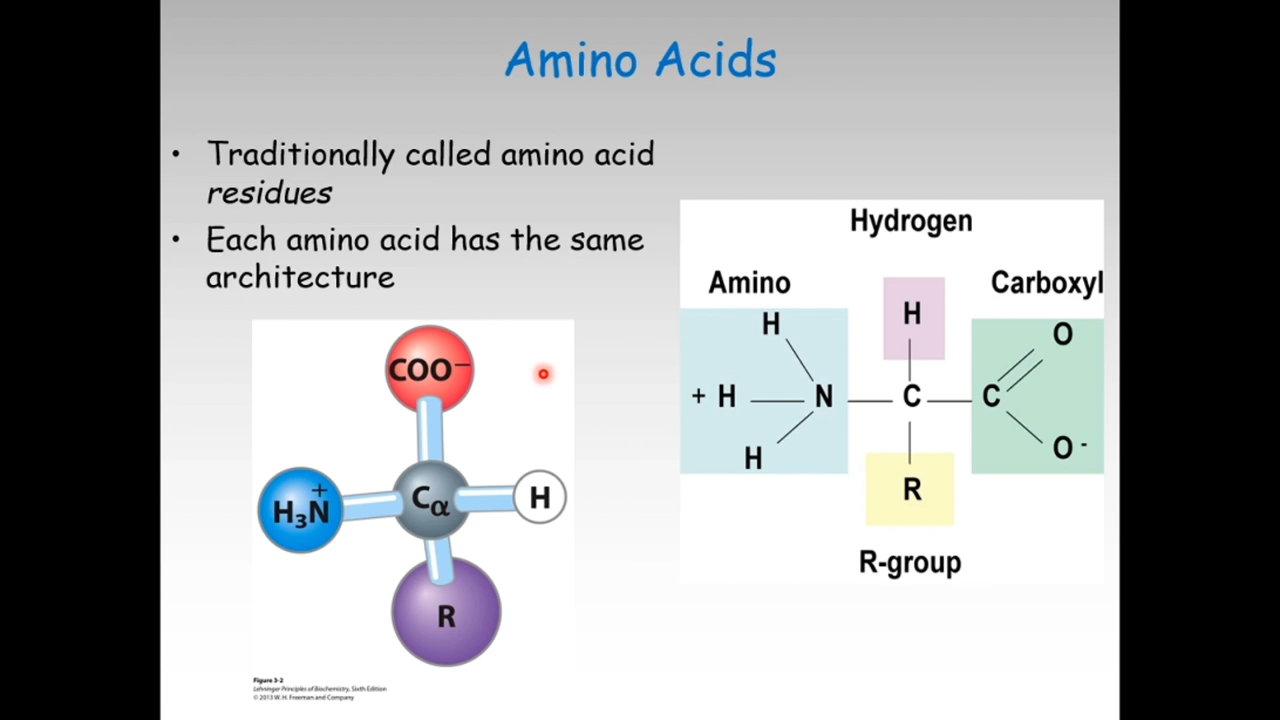 Amino Acids
• Traditionally called amino acid
residues
• Each amino acid has the same
architecture
COO⁻
H₃N⁺
Cα
H
R
Figure 3-2
Lehninger Principles of Biochemistry, Sixth Edition
© 2013 W. H. Freeman and Company
Hydrogen
Amino
Carboxyl
H
H
O
+ H
N
C
C
H
O -
R
R-group